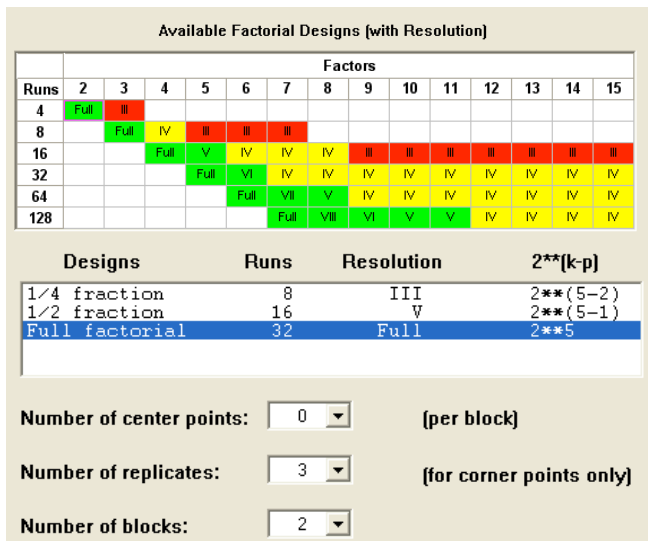 Available Factorial Designs (with Resolution)
Factors
Runs 2 3 4 5 6 7 8 9 10 11 12 13 14 15
4 Full III
8 Full IV III III III
16 Full V IV IV IV III III III III III III III
32 Full VI IV IV IV IV IV IV IV IV IV
64 Full VII V IV IV IV IV IV IV IV
128 Full VIII VI V V IV IV IV IV
Designs Runs Resolution 2**(k-p)
1/4 fraction 8 III 2**(5-2)
1/2 fraction 16 V 2**(5-1)
Full factorial 32 Full 2**5
Number of center points: 0 (per block)
Number of replicates: 3 (for corner points only)
Number of blocks: 2